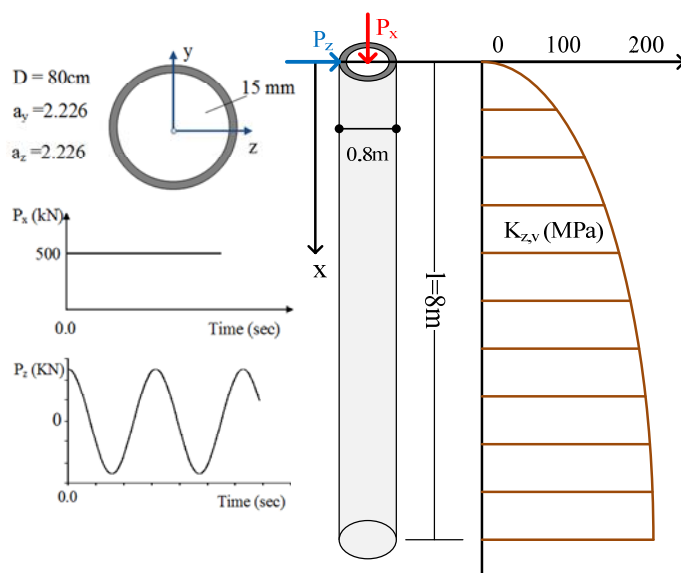 y
D = 80cm
15 mm
a_y =2.226
a_z =2.226
z
P_x (kN)
500
0.0
Time (sec)
P_z (KN)
0
0.0
Time (sec)
P_x
P_z
0 100 200
0.8m
x
l=8m
K_z,v (MPa)